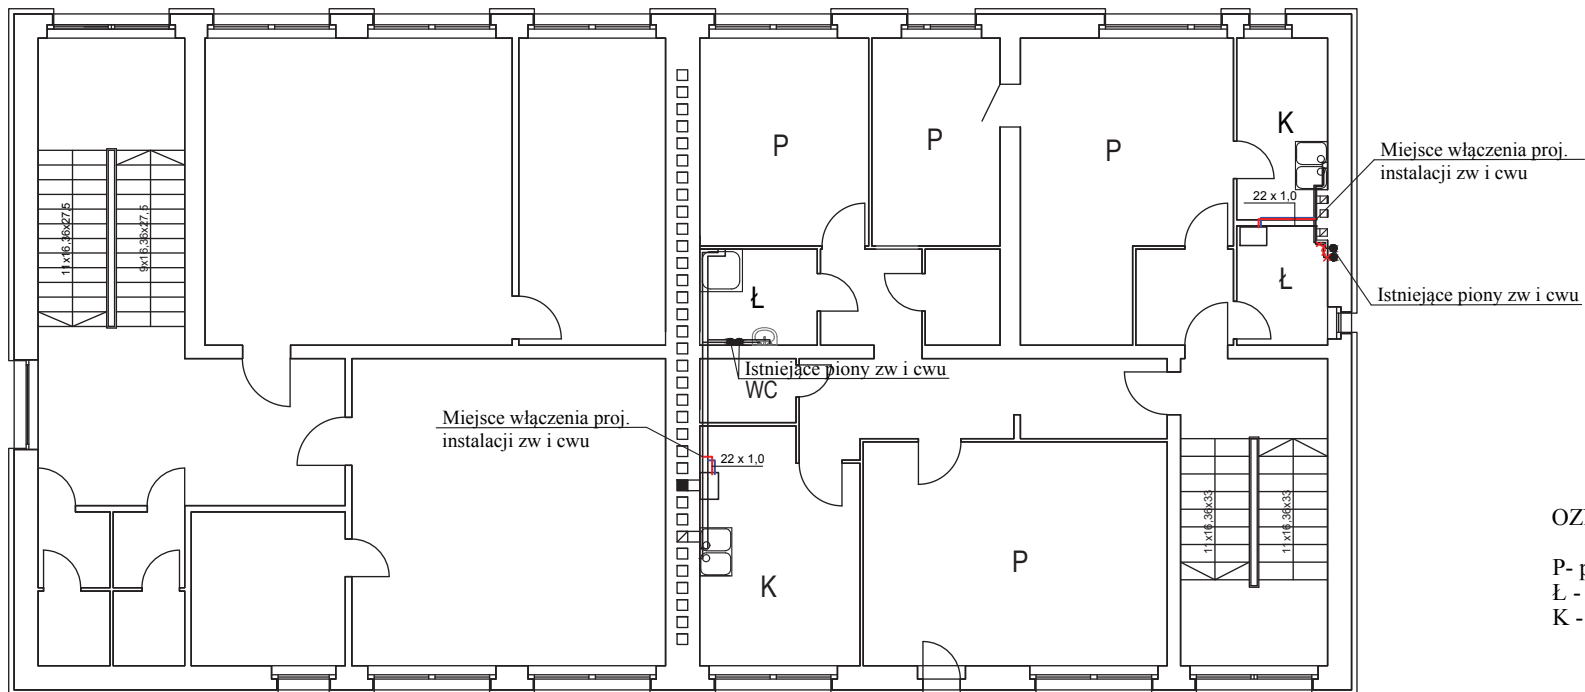 P
P
P
K
22 x 1,0
Miejsce włączenia proj.
instalacji zw i cwu
Ł
Istniejące piony zw i cwu
11x16,36x27,5
9x16,36x27,5
Ł
Istniejące piony zw i cwu
WC
Miejsce włączenia proj.
instalacji zw i cwu
22 x 1,0
K
P
11x16,36x33
11x16,36x33
P-
Ł -
K -